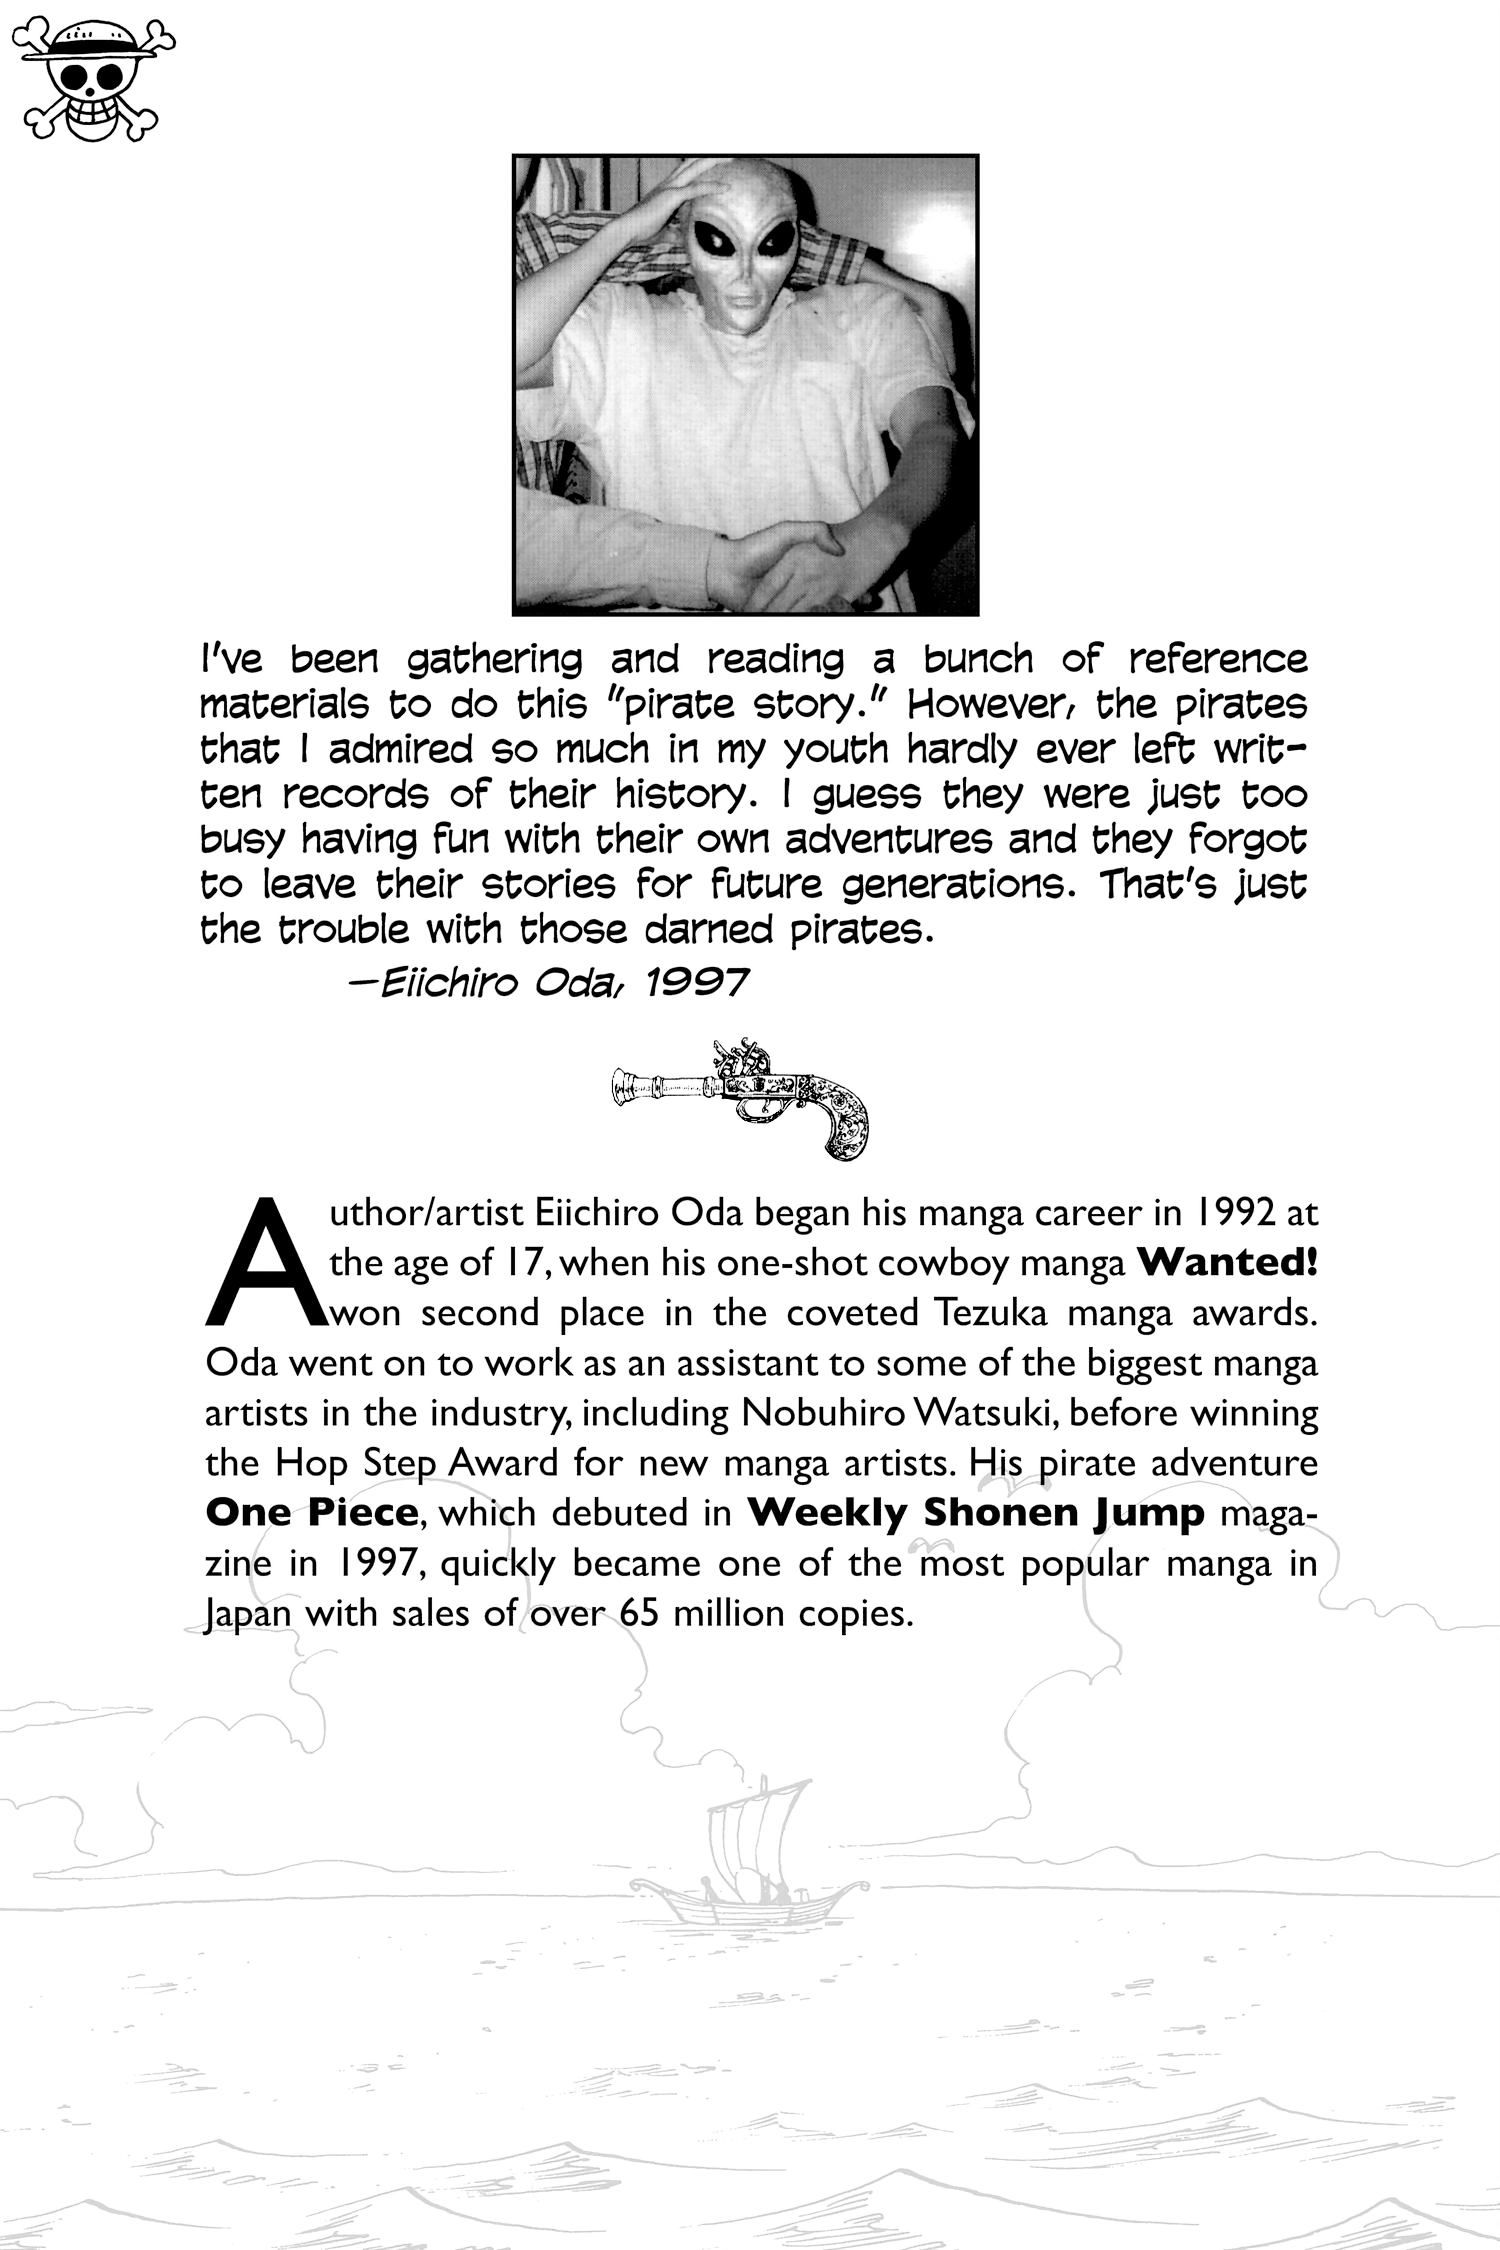 I've been gathering and reading a bunch of reference
materials to do this "pirate story." However, the pirates
that I admired so much in my youth hardly ever left writ-
ten records of their history. I guess they were just too
busy having fun with their own adventures and they forgot
to leave their stories for future generations. That's just
the trouble with those darned pirates.
—Eiichiro Oda, 1997
Author/artist Eiichiro Oda began his manga career in 1992 at
the age of 17, when his one-shot cowboy manga Wanted!
won second place in the coveted Tezuka manga awards.
Oda went on to work as an assistant to some of the biggest manga
artists in the industry, including Nobuhiro Watsuki, before winning
the Hop Step Award for new manga artists. His pirate adventure
One Piece, which debuted in Weekly Shonen Jump maga-
zine in 1997, quickly became one of the most popular manga in
Japan with sales of over 65 million copies.